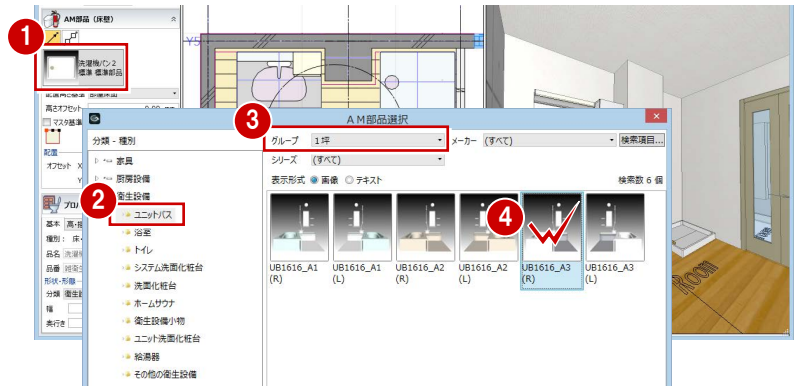 1
AM部品（床壁）
洗濯機パン２
標準 標準部品
高さオフセット
マスタ基準
配置
オフセット X
Y
基本
種別：
品名 洗濯機
品番
形状・形態
分類
幅
奥行き
Y5
AM部品選択
分類 - 種別
家具
厨房設備
衛生設備
2
ユニットバス
浴室
トイレ
システム洗面化粧台
洗面化粧台
ホームサウナ
衛生設備小物
ユニット洗面化粧台
給湯器
その他の衛生設備
3
グループ 1坪
メーカー (すべて)
検索項目...
シリーズ (すべて)
表示形式 画像 テキスト
検索数 6 個
4
UB1616_A1
(R)
UB1616_A1
(L)
UB1616_A2
(R)
UB1616_A2
(L)
UB1616_A3
(R)
UB1616_A3
(L)
Room